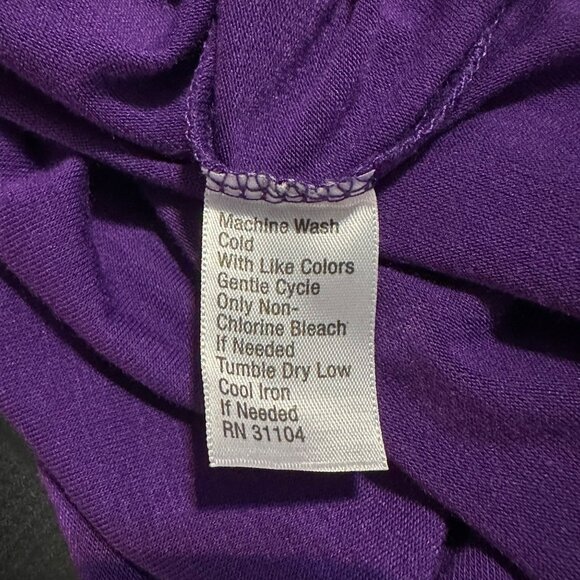 Machine Wash
Cold
With Like Colors
Gentle Cycle
Only Non-
Chlorine Bleach
If Needed
Tumble Dry Low
Cool Iron
If Needed
RN 31104